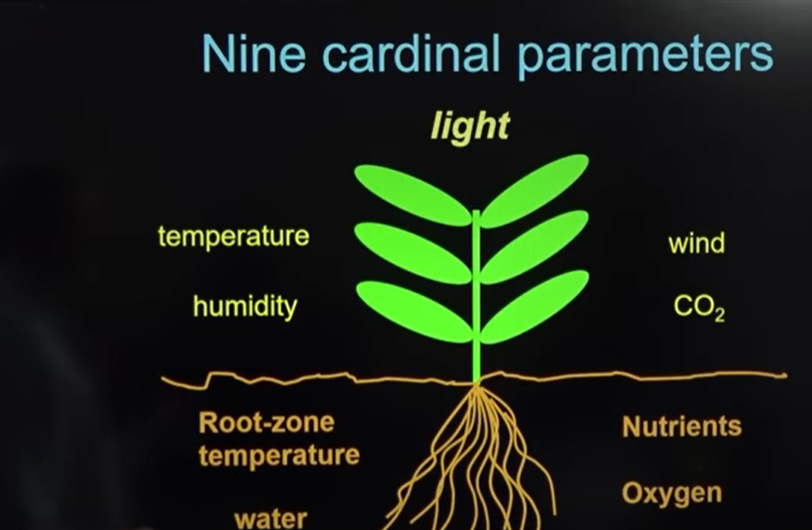 Nine cardinal parameters
light
temperature
wind
humidity
CO₂
Root-zone
temperature
Nutrients
Oxygen
water